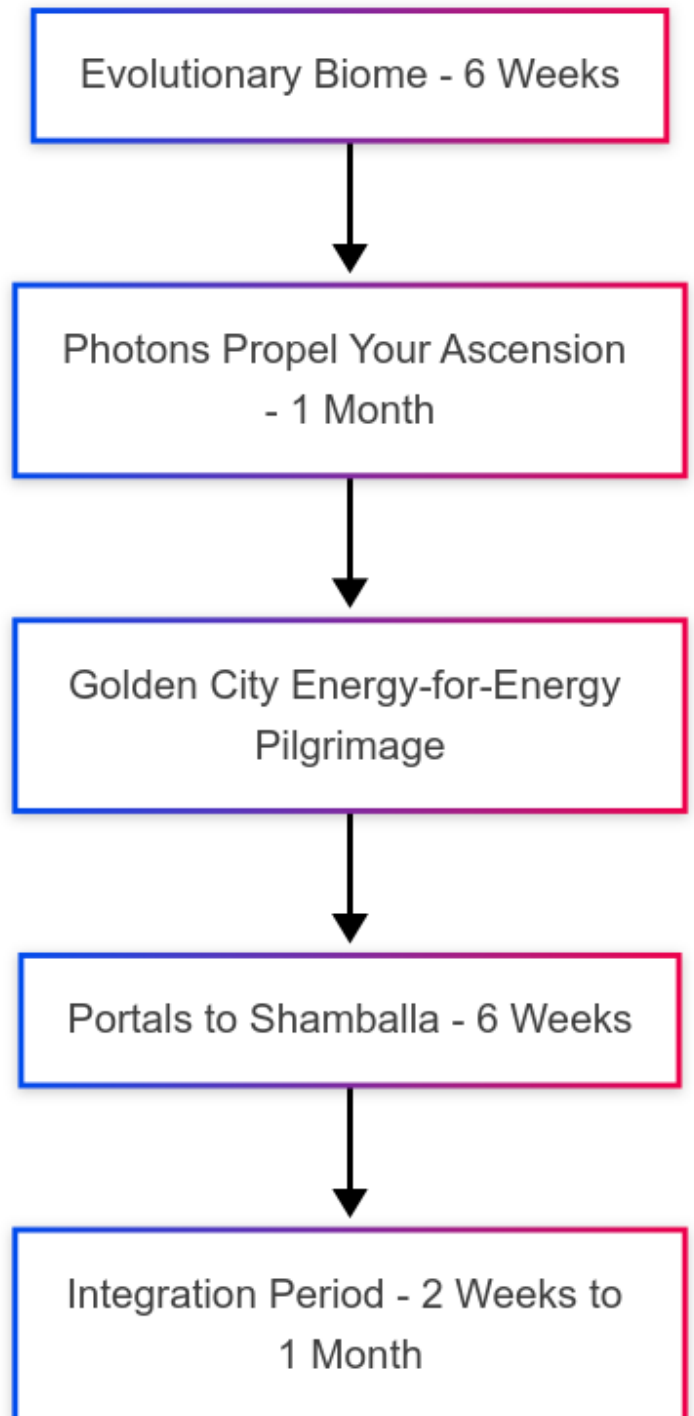 Evolutionary Biome - 6 Weeks
Photons Propel Your Ascension
- 1 Month
Golden City Energy-for-Energy
Pilgrimage
Portals to Shamballa - 6 Weeks
Integration Period - 2 Weeks to
1 Month